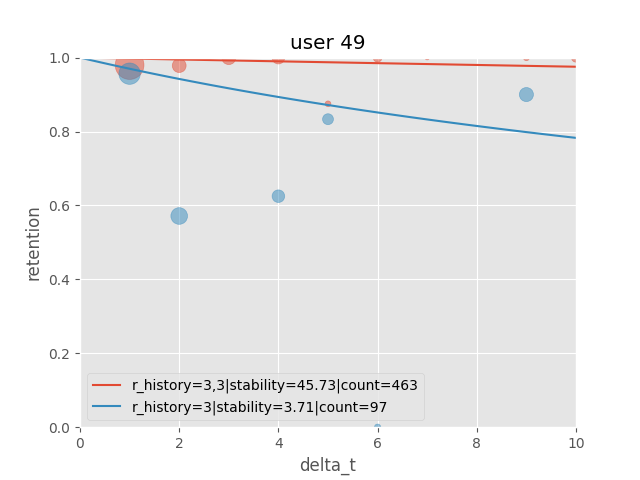 user 49
retention
1.0
0.8
0.6
0.4
0.2
0.0
r_history=3,3|stability=45.73|count=463
r_history=3|stability=3.71|count=97
0 2 4 6 8 10
delta_t